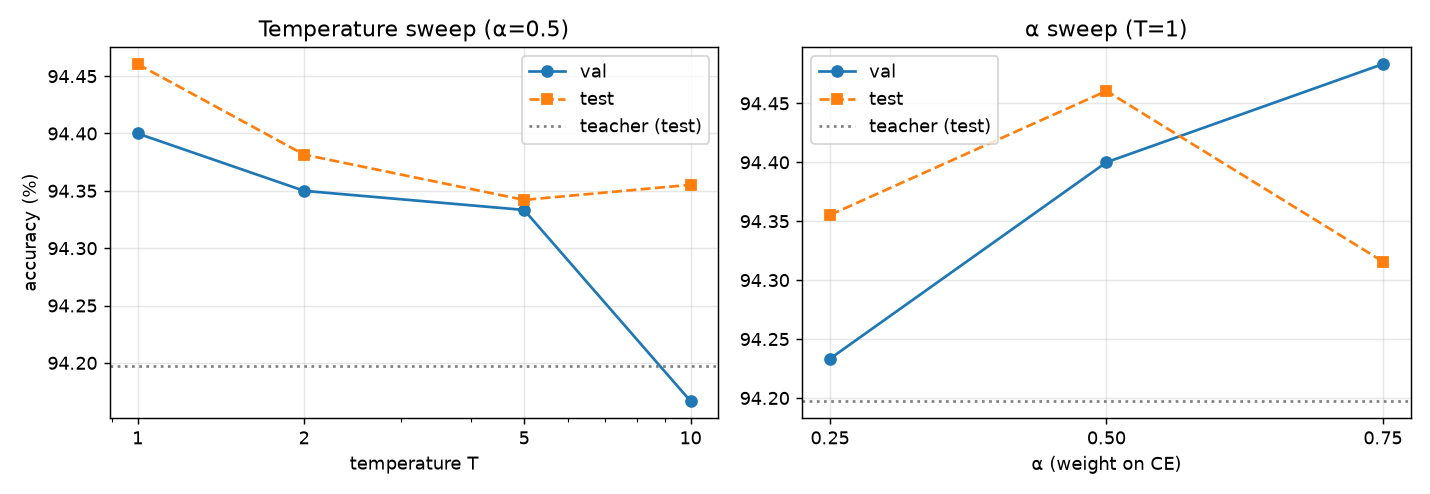 Temperature sweep (α=0.5)
val
test
teacher (test)
94.45
94.40
94.35
94.30
94.25
94.20
accuracy (%)
1
2
5
10
temperature T
α sweep (T=1)
val
test
teacher (test)
94.45
94.40
94.35
94.30
94.25
94.20
0.25
0.50
0.75
α (weight on CE)